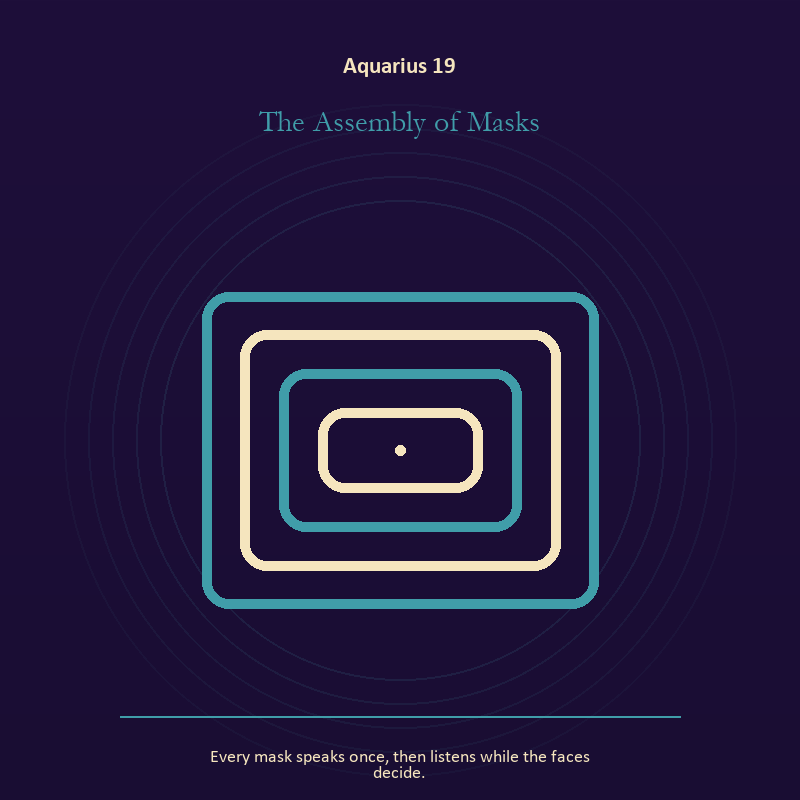 Aquarius 19
The Assembly of Masks
Every mask speaks once, then listens while the faces
decide.